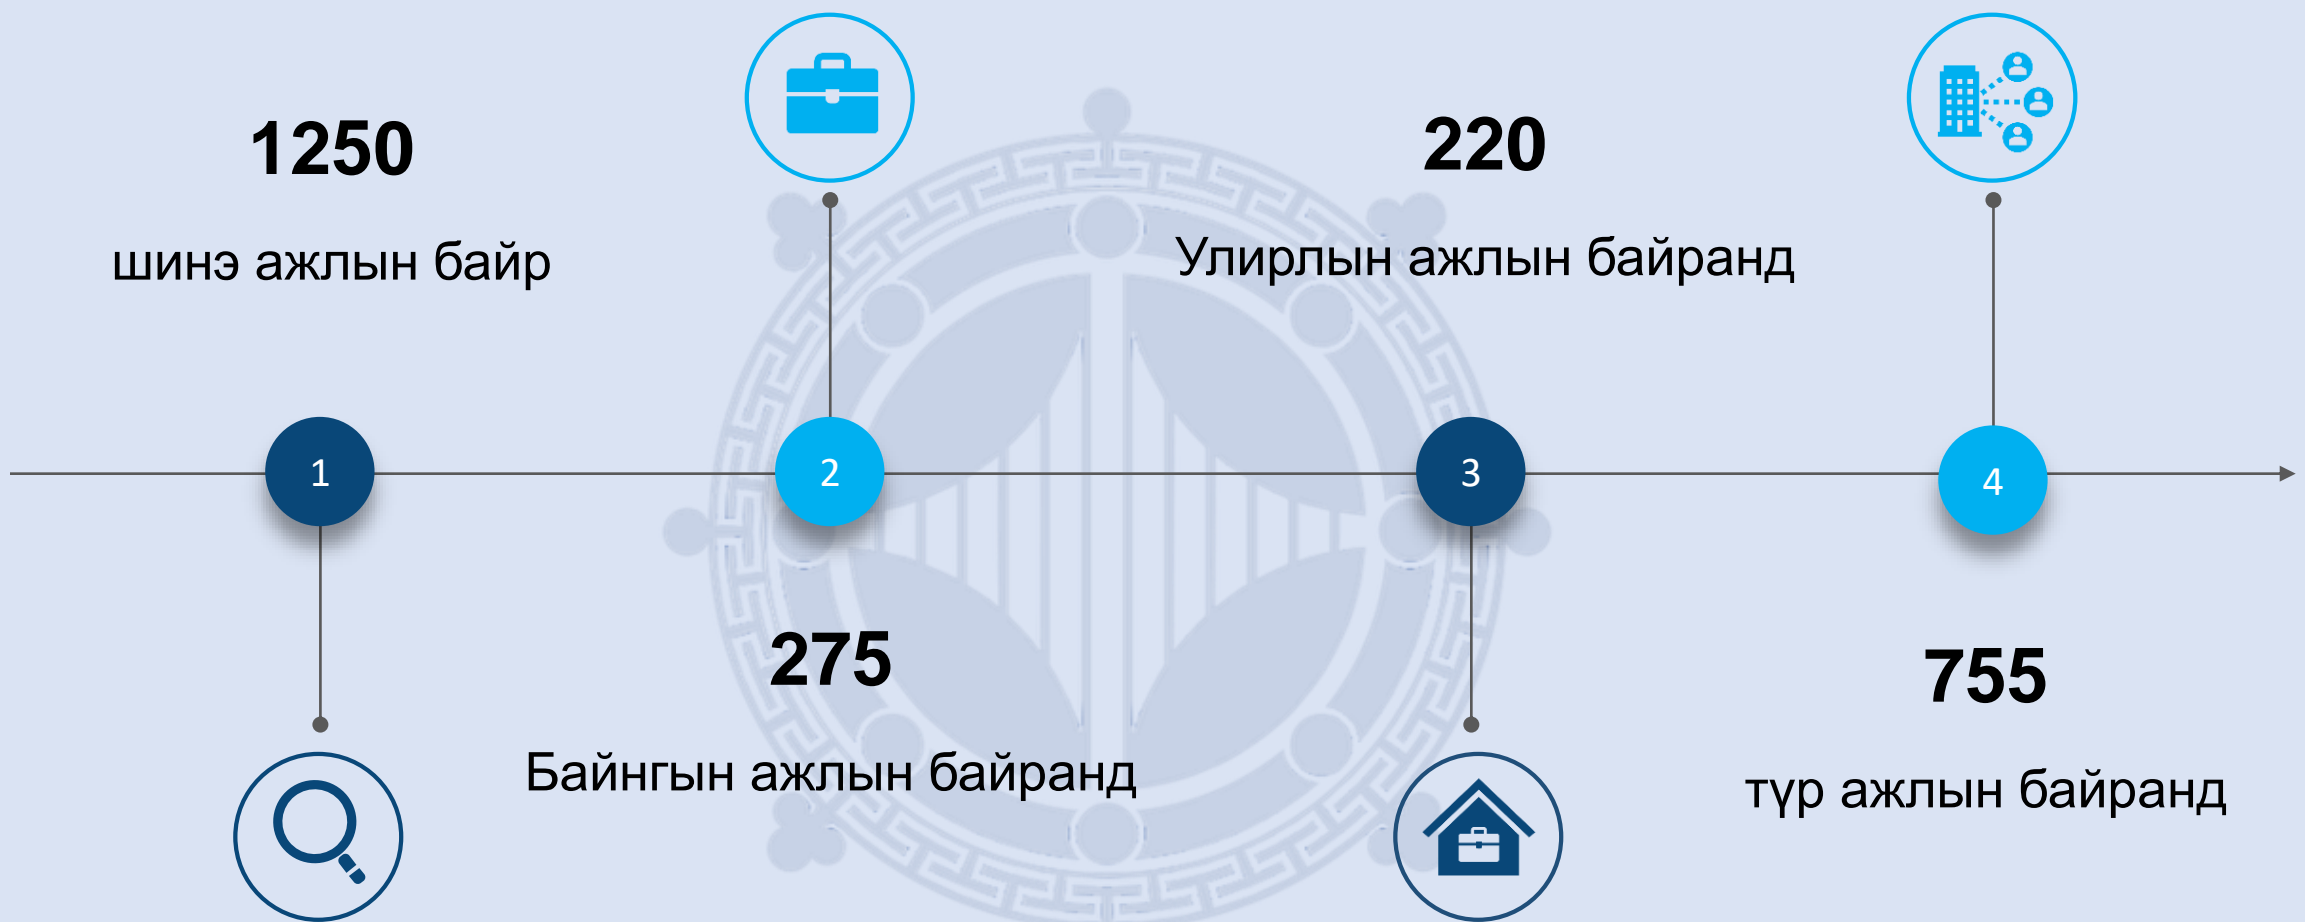 1250
шинэ ажлын байр
220
Улирлын ажлын байранд
1
2
3
4
275
Байнгын ажлын байранд
755
түр ажлын байранд